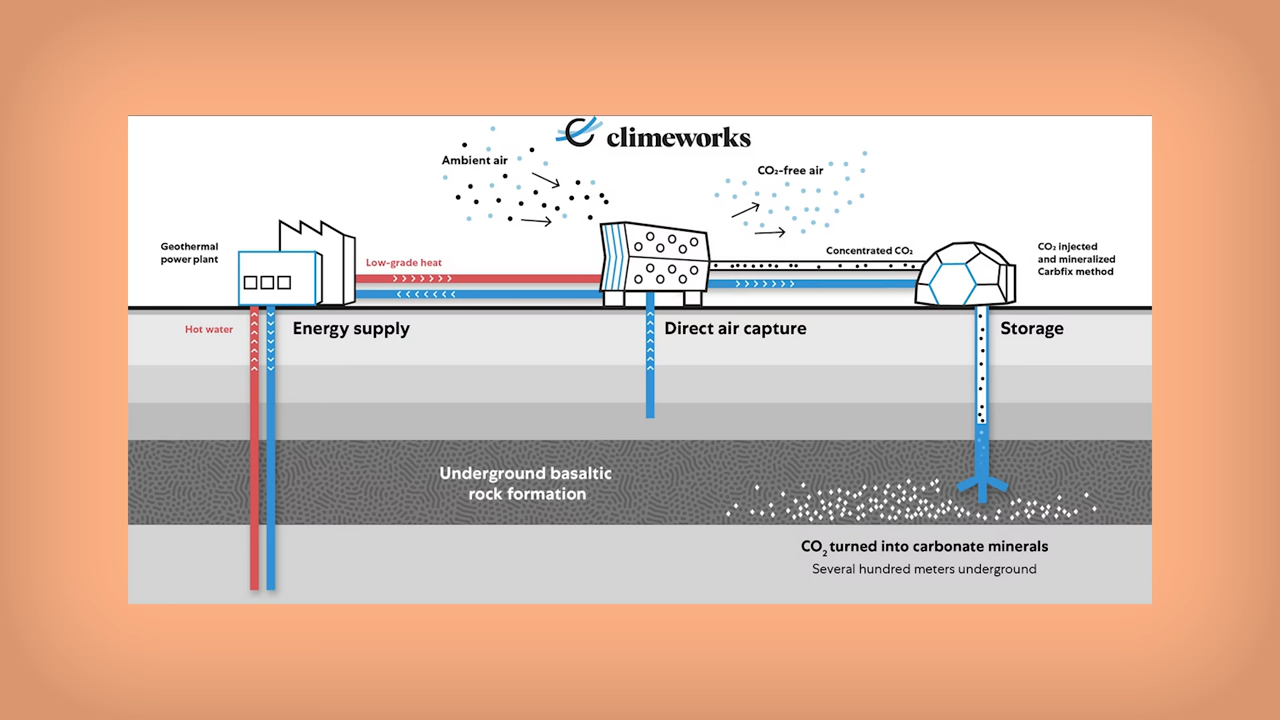 climeworks
Ambient air
CO₂-free air
Geothermal
power plant
Low-grade heat
Concentrated CO₂
CO₂ injected
and mineralized
Carbfix method
Hot water
Energy supply
Direct air capture
Storage
Underground basaltic
rock formation
CO₂ turned into carbonate minerals
Several hundred meters underground